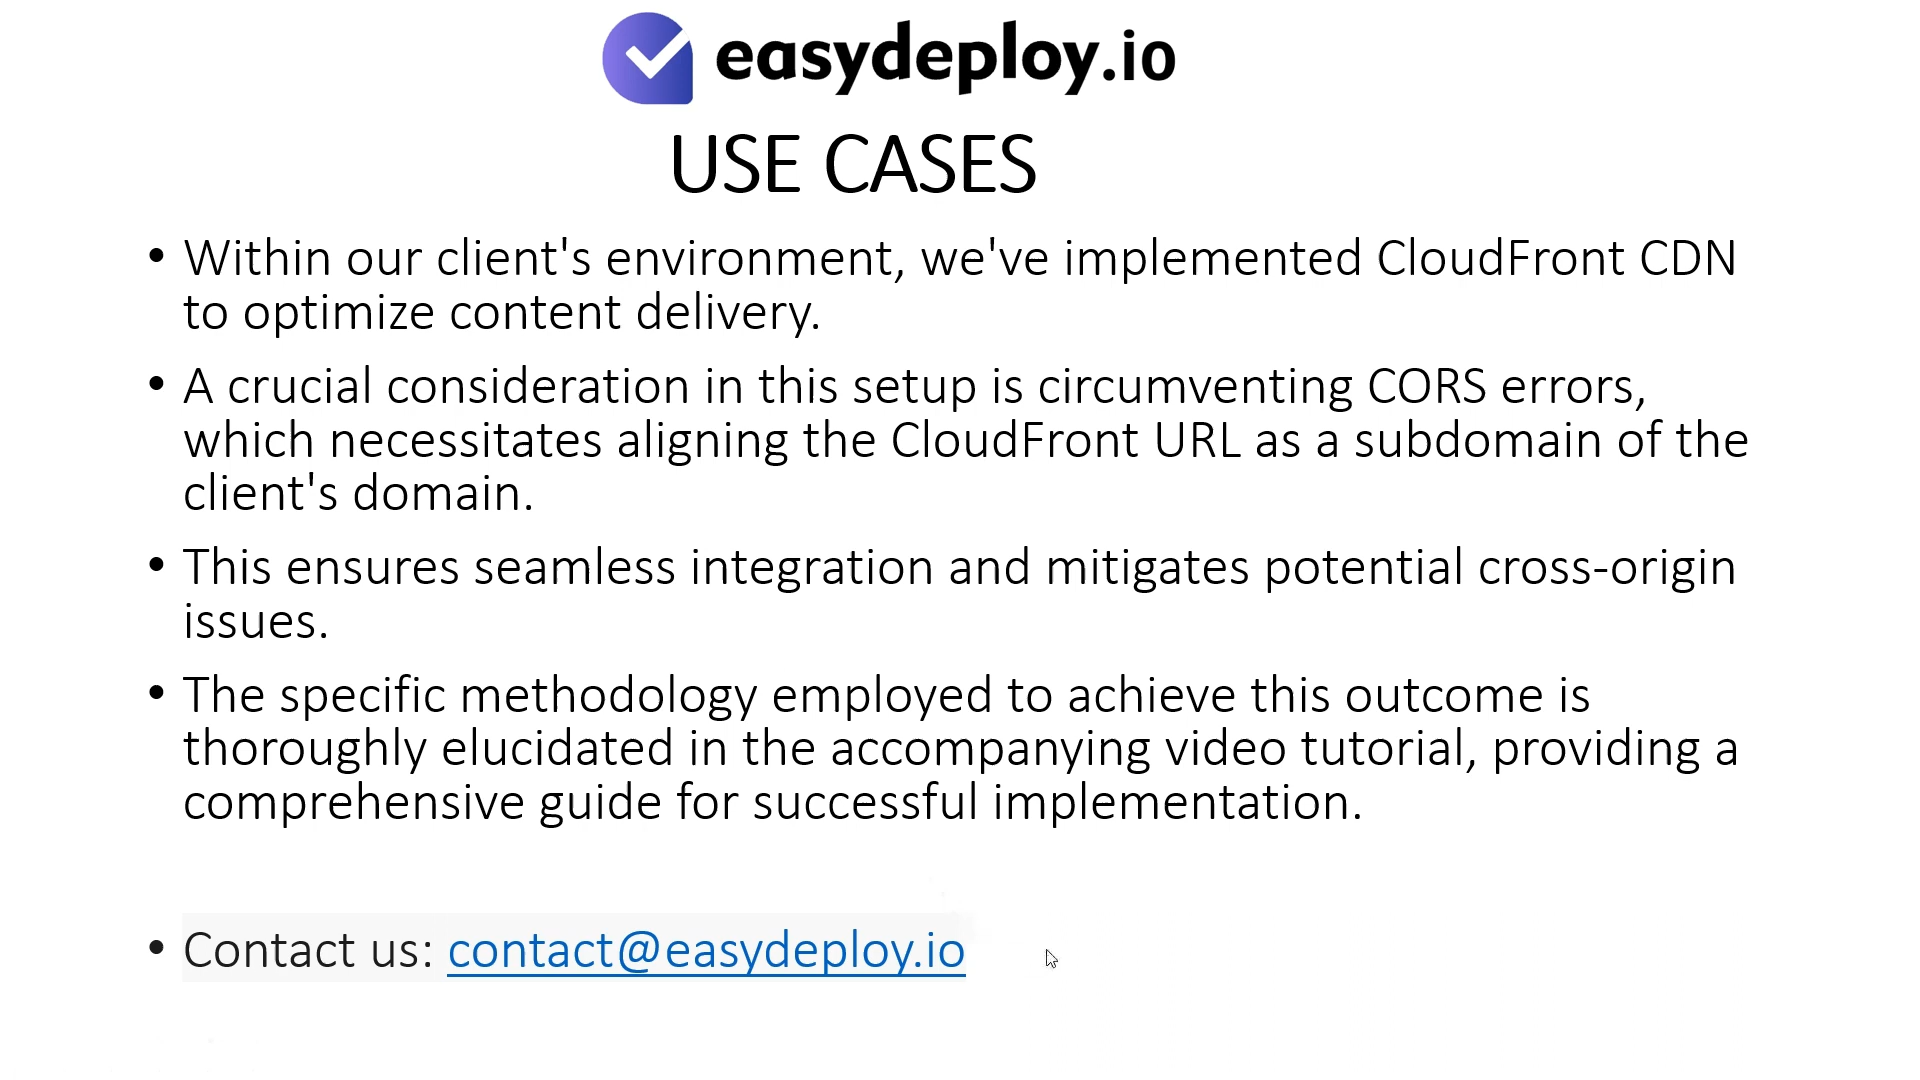 easydeploy.io
USE CASES
• Within our client's environment, we've implemented CloudFront CDN
to optimize content delivery.
• A crucial consideration in this setup is circumventing CORS errors,
which necessitates aligning the CloudFront URL as a subdomain of the
client's domain.
• This ensures seamless integration and mitigates potential cross-origin
issues.
• The specific methodology employed to achieve this outcome is
thoroughly elucidated in the accompanying video tutorial, providing a
comprehensive guide for successful implementation.
• Contact us: contact@easydeploy.io